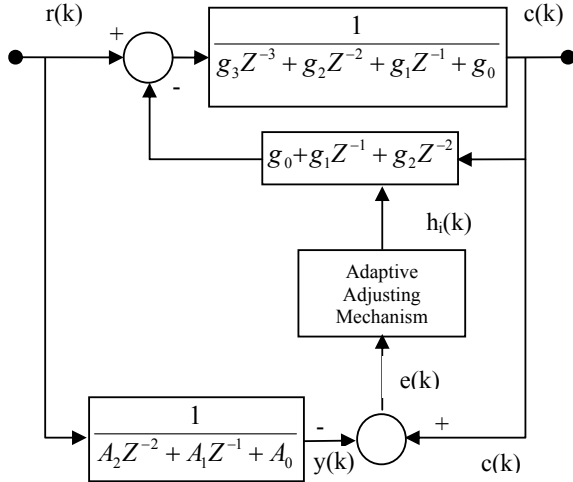 r(k)
c(k)
+
-
1
g₃Z⁻³ + g₂Z⁻² + g₁Z⁻¹ + g₀
g₀+g₁Z⁻¹ + g₂Z⁻²
hᵢ(k)
Adaptive
Adjusting
Mechanism
e(k)
1
A₂Z⁻² + A₁Z⁻¹ + A₀
-
+
y(k)
c(k)